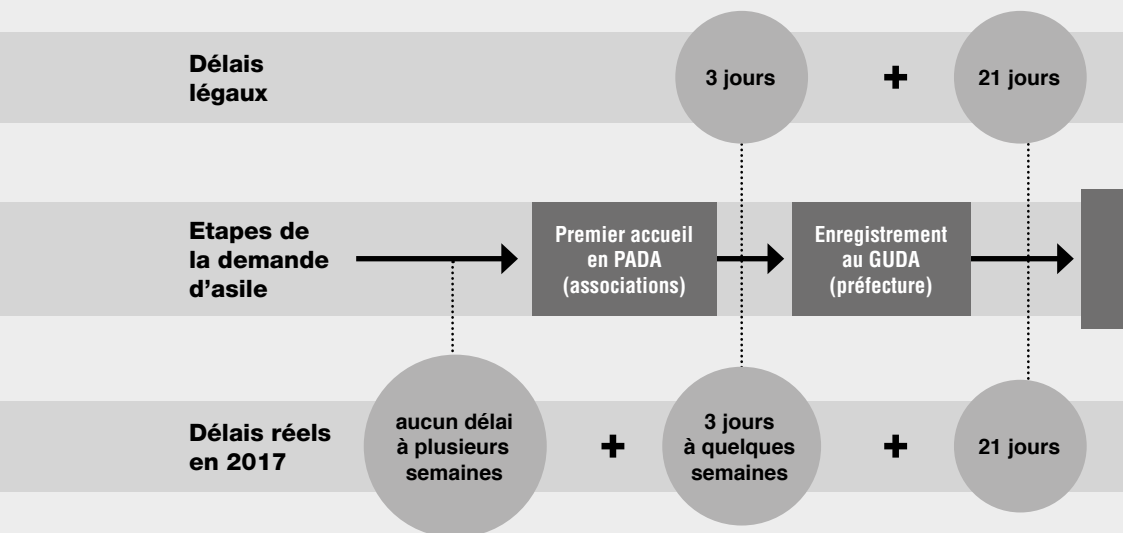 Délais
légaux
3 jours
+
21 jours
Etapes de
la demande
d'asile
Premier accueil
en PADA
(associations)
Enregistrement
au GUDA
(préfecture)
Délais réels
en 2017
aucun délai
à plusieurs
semaines
+
3 jours
à quelques
semaines
+
21 jours